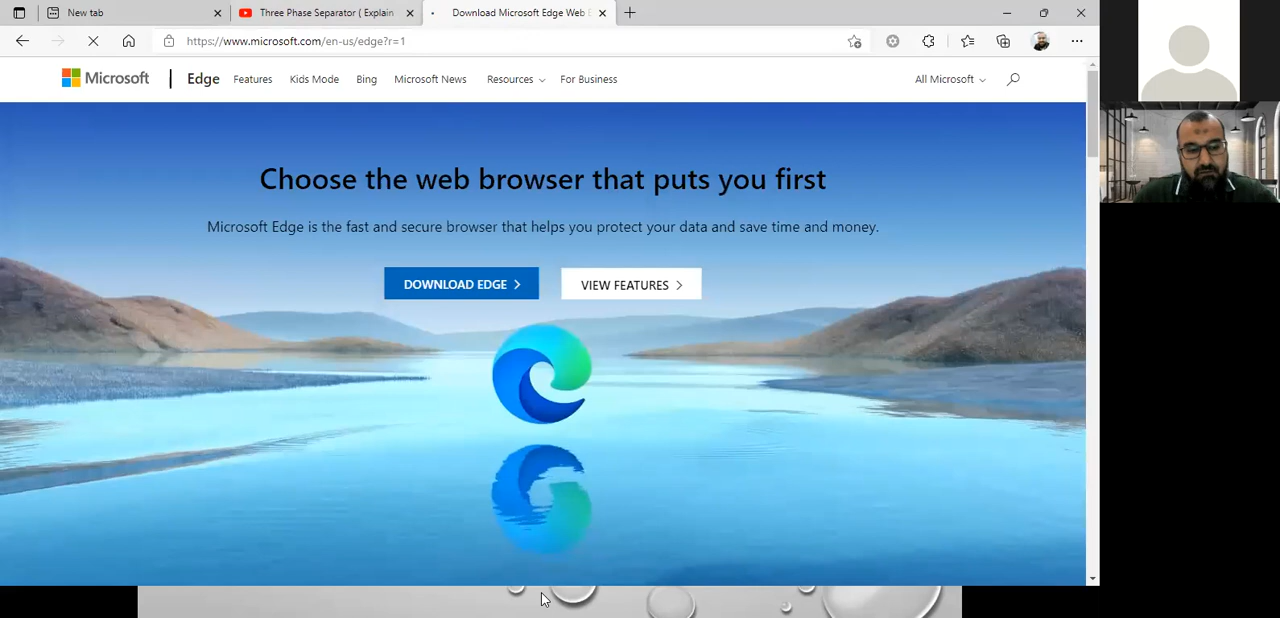 New tab
Three Phase Separator ( Explain
Download Microsoft Edge Web E
https://www.microsoft.com/en-us/edge?r=1
Microsoft | Edge Features Kids Mode Bing Microsoft News Resources For Business All Microsoft
Choose the web browser that puts you first
Microsoft Edge is the fast and secure browser that helps you protect your data and save time and money.
DOWNLOAD EDGE
VIEW FEATURES